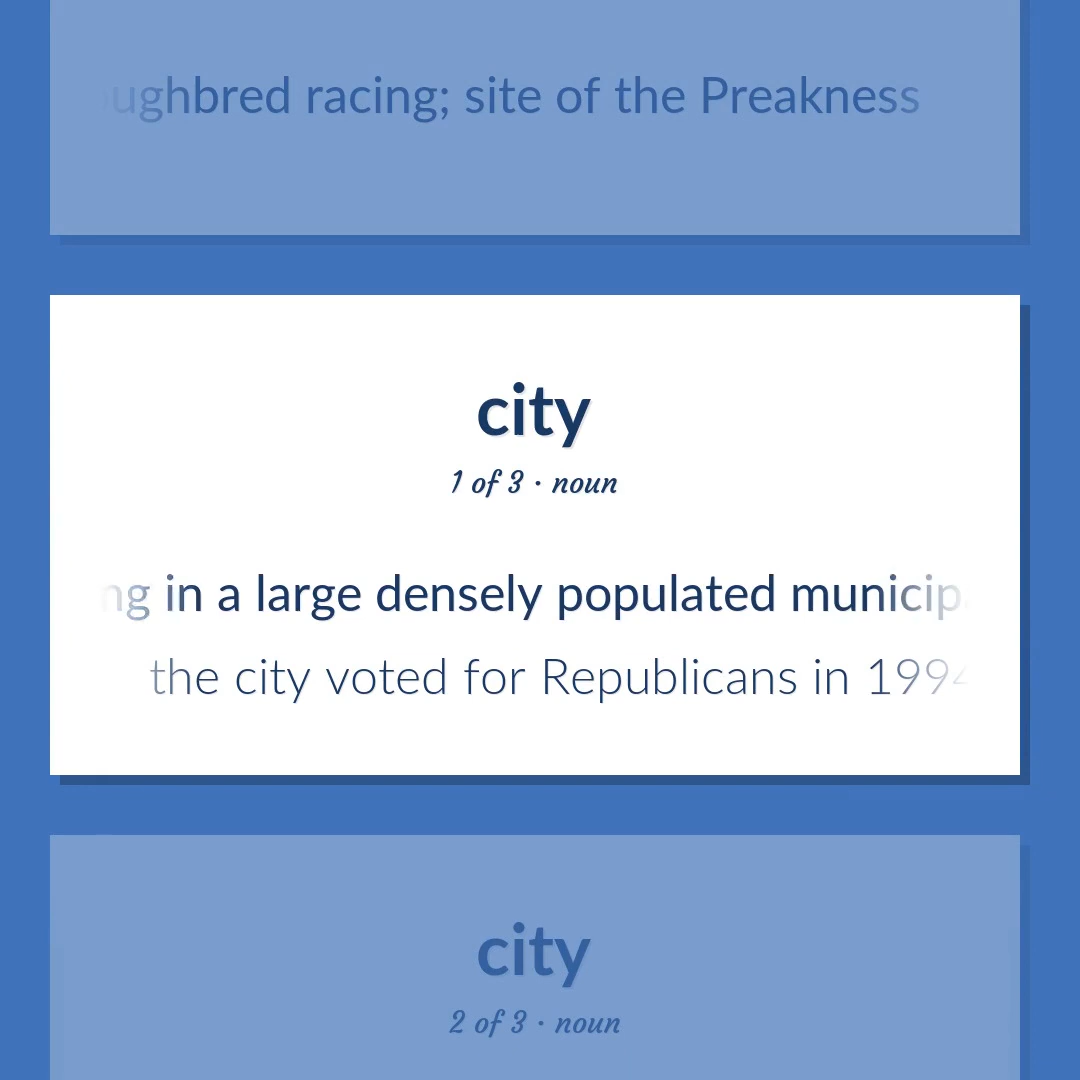 racing; site of the Preakness
city
1 of 3 · noun
in a large densely populated
the city voted for Republicans in
city
2 of 3 · noun